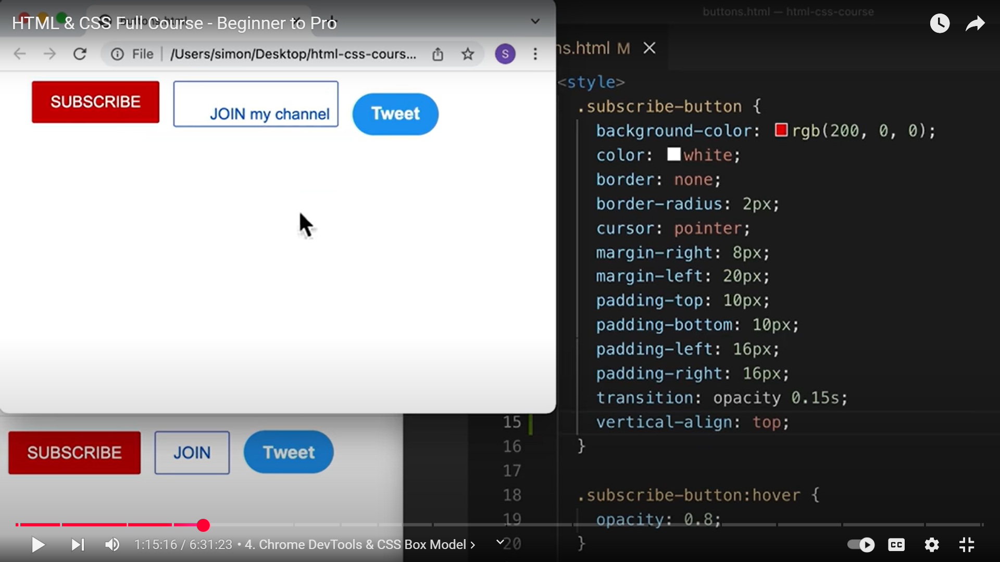 HTML & CSS Full Course - Beginner to Pro
buttons.html — html-css-course
File | /Users/simon/Desktop/html-css-cours...
S
ns.html M
SUBSCRIBE
JOIN my channel
Tweet
<style>
.subscribe-button {
background-color: rgb(200, 0, 0);
color: white;
border: none;
border-radius: 2px;
cursor: pointer;
margin-right: 8px;
margin-left: 20px;
padding-top: 10px;
padding-bottom: 10px;
padding-left: 16px;
padding-right: 16px;
transition: opacity 0.15s;
15 vertical-align: top;
16 }
17
18 .subscribe-button:hover {
19 opacity: 0.8;
20 }
SUBSCRIBE
JOIN
Tweet
1:15:16 / 6:31:23 • 4. Chrome DevTools & CSS Box Model >
CC